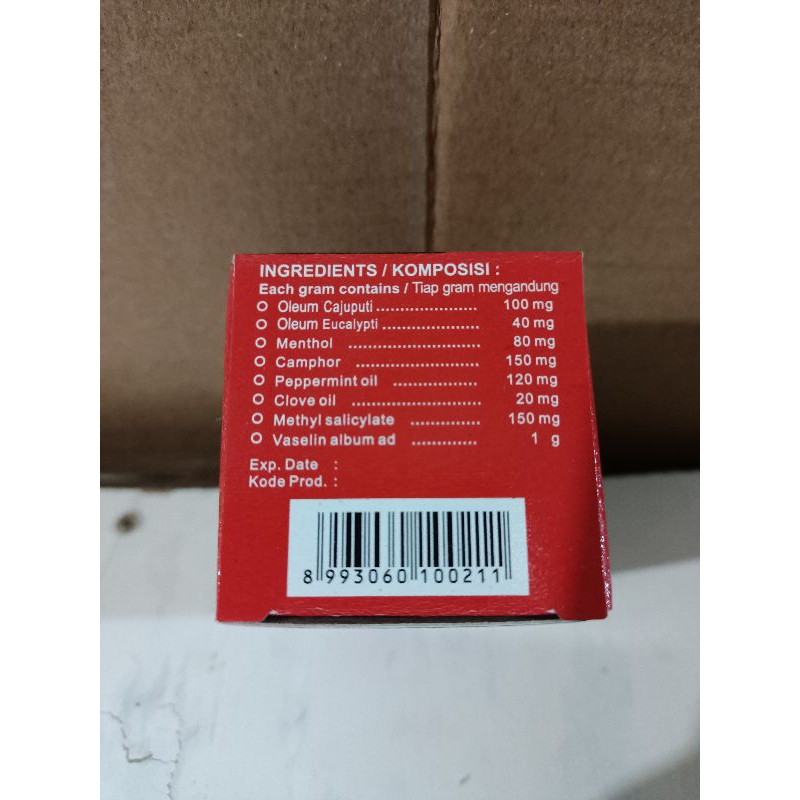 INGREDIENTS / KOMPOSISI :
Each gram contains / Tiap gram mengandung
Oleum Cajuputi ..................... 100 mg
Oleum Eucalypti .................... 40 mg
Menthol ........................... 80 mg
Camphor ......................... 150 mg
Peppermint oil ................ 120 mg
Clove oil .......................... 20 mg
Methyl salicylate ............. 150 mg
Vaselin album ad ............. 1 g
Exp. Date :
Kode Prod. :
8 993060 100211